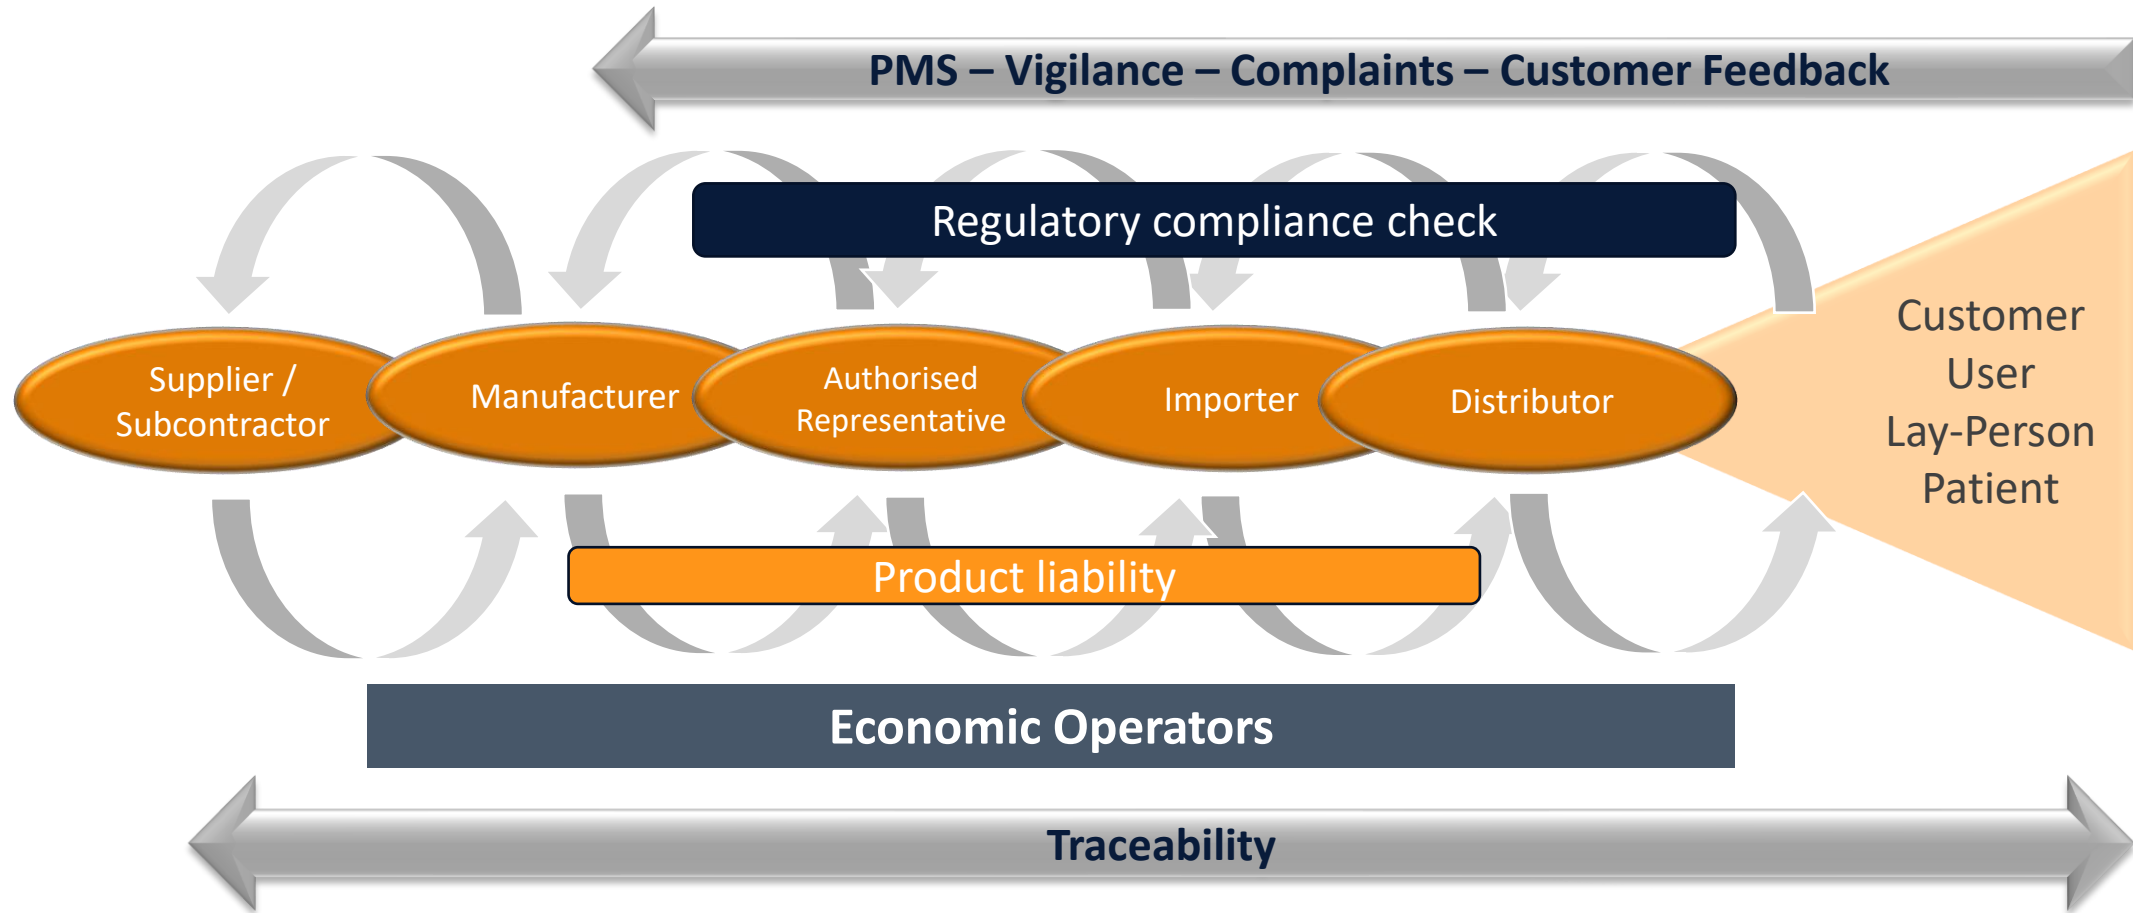 PMS – Vigilance – Complaints – Customer Feedback
Regulatory compliance check
Supplier /
Subcontractor
Manufacturer
Authorised
Representative
Importer
Distributor
Customer
User
Lay-Person
Patient
Product liability
Economic Operators
Traceability